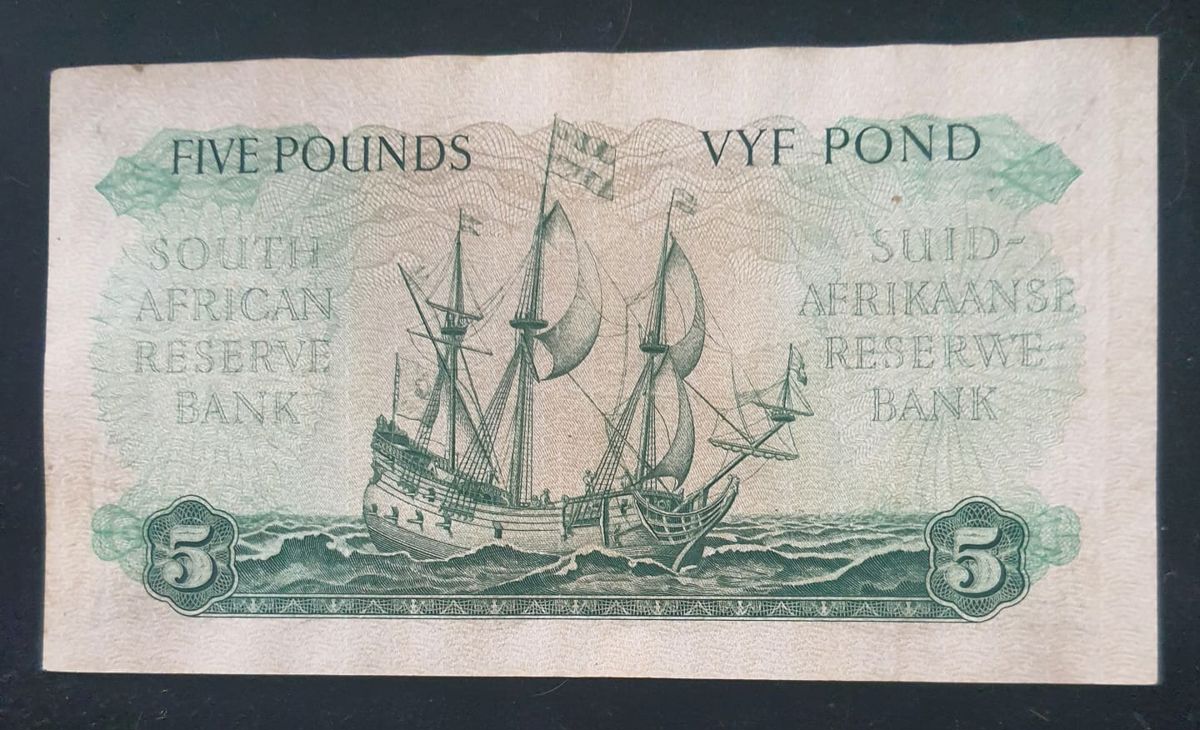 FIVE POUNDS
VYF POND
SOUTH
AFRICAN
RESERVE
BANK
SUID-
AFRIKAANSE
RESERWE-
BANK
5
5